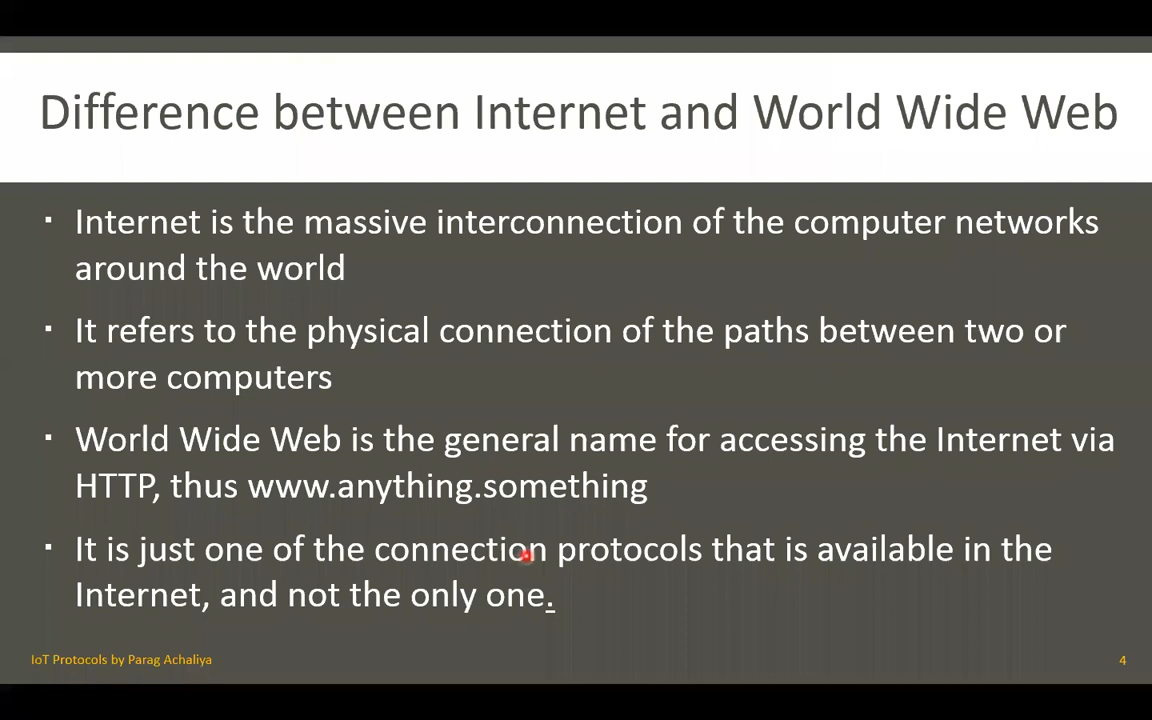 Difference between Internet and World Wide Web
▪ Internet is the massive interconnection of the computer networks
around the world
▪ It refers to the physical connection of the paths between two or
more computers
▪ World Wide Web is the general name for accessing the Internet via
HTTP, thus www.anything.something
▪ It is just one of the connection protocols that is available in the
Internet, and not the only one.
IoT Protocols by Parag Achaliya
4